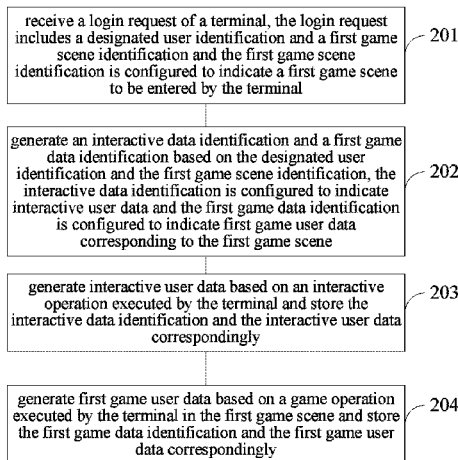 receive a login request of a terminal, the login request
includes a designated user identification and a first game
scene identification and the first game scene
identification is configured to indicate a first game scene
to be entered by the terminal
201
generate an interactive data identification and a first game
data identification based on the designated user
identification and the first game scene identification, the
interactive data identification is configured to indicate
interactive user data and the first game data identification
is configured to indicate first game user data
corresponding to the first game scene
202
generate interactive user data based on an interactive
operation executed by the terminal and store the
interactive data identification and the interactive user data
correspondingly
203
generate first game user data based on a game operation
executed by the terminal in the first game scene and store
the first game data identification and the first game user
data correspondingly
204